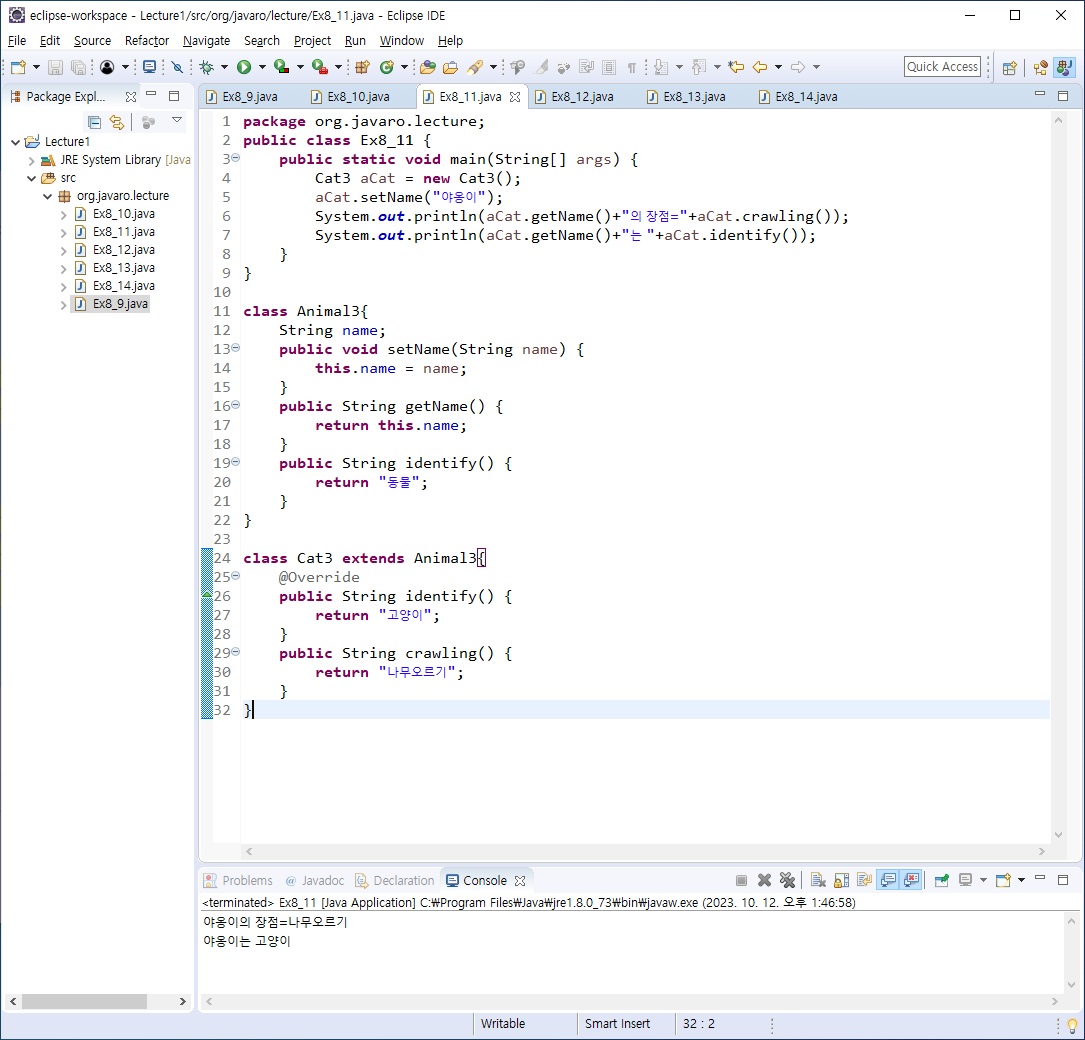 eclipse-workspace - Lecture1/src/org/javaro/lecture/Ex8_11.java - Eclipse IDE
File Edit Source Refactor Navigate Search Project Run Window Help
Quick Access
Package Expl...
Ex8_9.java Ex8_10.java Ex8_11.java Ex8_12.java Ex8_13.java Ex8_14.java
Lecture1
JRE System Library [Java
src
org.javaro.lecture
Ex8_10.java
Ex8_11.java
Ex8_12.java
Ex8_13.java
Ex8_14.java
Ex8_9.java
1 package org.javaro.lecture;
2 public class Ex8_11 {
3 public static void main(String[] args) {
4 Cat3 aCat = new Cat3();
5 aCat.setName("야옹이");
6 System.out.println(aCat.getName()+"의 장점="+aCat.crawling());
7 System.out.println(aCat.getName()+"는 "+aCat.identify());
8 }
9 }
10
11 class Animal3{
12 String name;
13 public void setName(String name) {
14 this.name = name;
15 }
16 public String getName() {
17 return this.name;
18 }
19 public String identify() {
20 return "동물";
21 }
22 }
23
24 class Cat3 extends Animal3{
25 @Override
26 public String identify() {
27 return "고양이";
28 }
29 public String crawling() {
30 return "나무오르기";
31 }
32 }
Problems @ Javadoc Declaration Console
<terminated> Ex8_11 [Java Application] C:₩Program Files₩Java₩jre1.8.0_73₩bin₩javaw.exe (2023. 10. 12. 오후 1:46:58)
야옹이의 장점=나무오르기
야옹이는 고양이
Writable Smart Insert 32 : 2